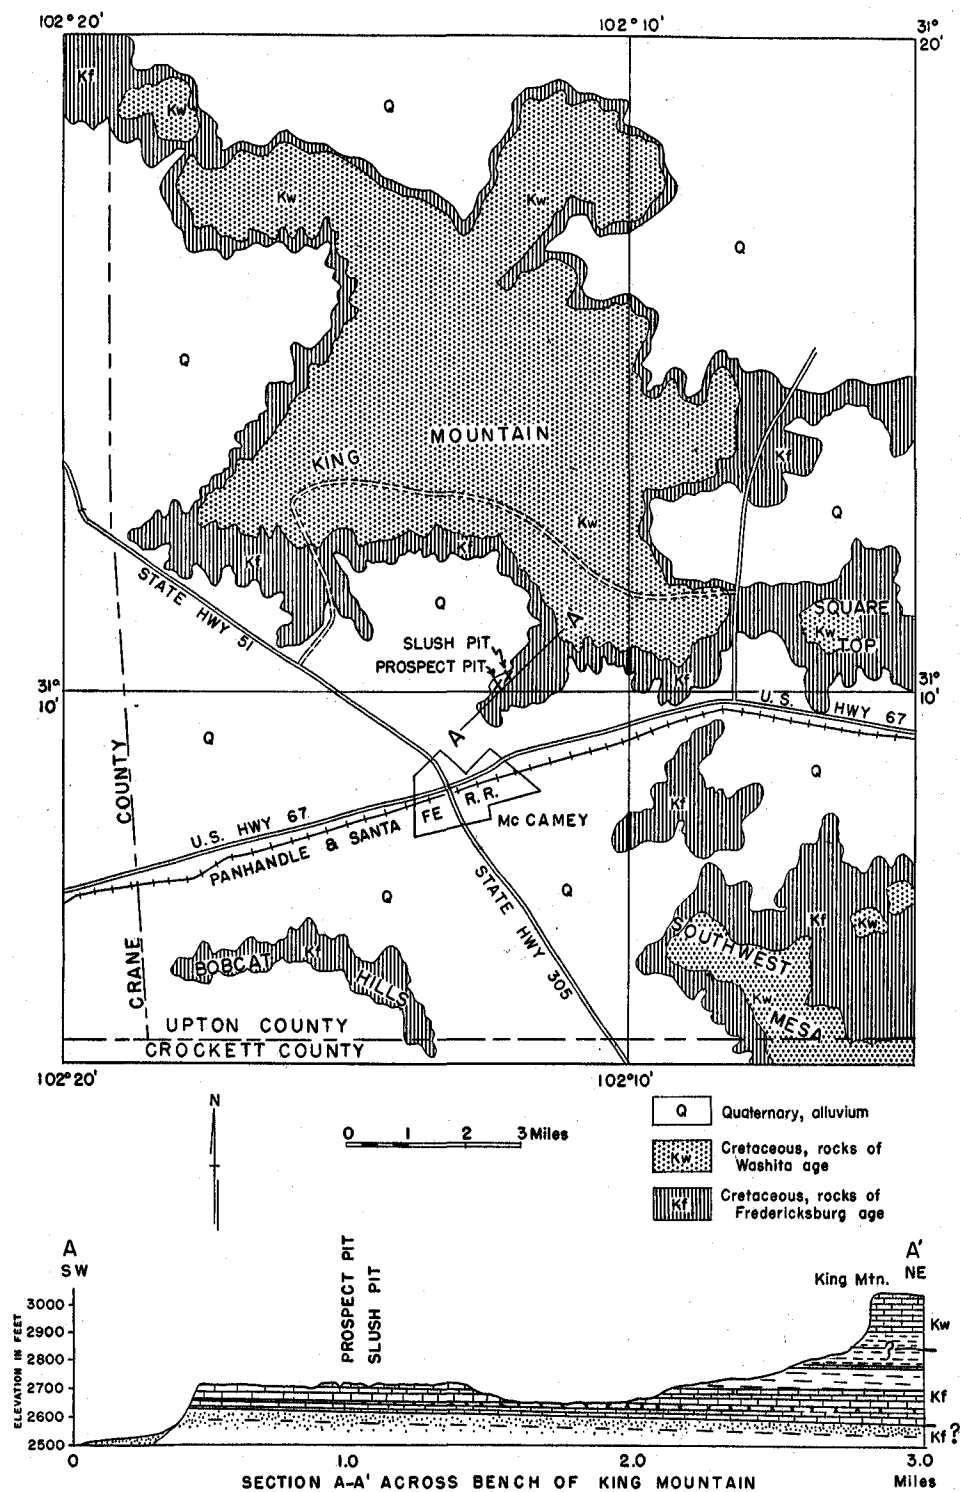 102° 20'
102° 10'
31°
20'
Kf
Kw
Q
Kw
Kw
Q
Q
MOUNTAIN
KING
Kf
Q
Kw
Kf
Kf
STATE HWY 51
Q
A'
SQUARE
Kw
TOP
SLUSH PIT
PROSPECT PIT
XX
Kf
31°
10'
31°
10'
U.S. HWY 67
A
Q
Q
COUNTY
Kf
R.R.
U.S. HWY 67
FE
Mc CAMEY
PANHANDLE & SANTA
STATE HWY 305
Q
Q
Kf
Kw
SOUTHWEST
Kf
BOBCAT
HILLS
CRANE
Kw
MESA
UPTON COUNTY
CROCKETT COUNTY
102° 20'
102°10'
N
0 1 2 3 Miles
Q Quaternary, alluvium
Kw Cretaceous, rocks of
Washita age
Kf Cretaceous, rocks of
Fredericksburg age
A
SW
PROSPECT PIT
SLUSH PIT
A'
NE
King Mtn.
ELEVATION IN FEET
3000
2900
2800
2700
2600
2500
Kw
?
Kf
Kf?
0 1.0 2.0 3.0
SECTION A-A' ACROSS BENCH OF KING MOUNTAIN Miles